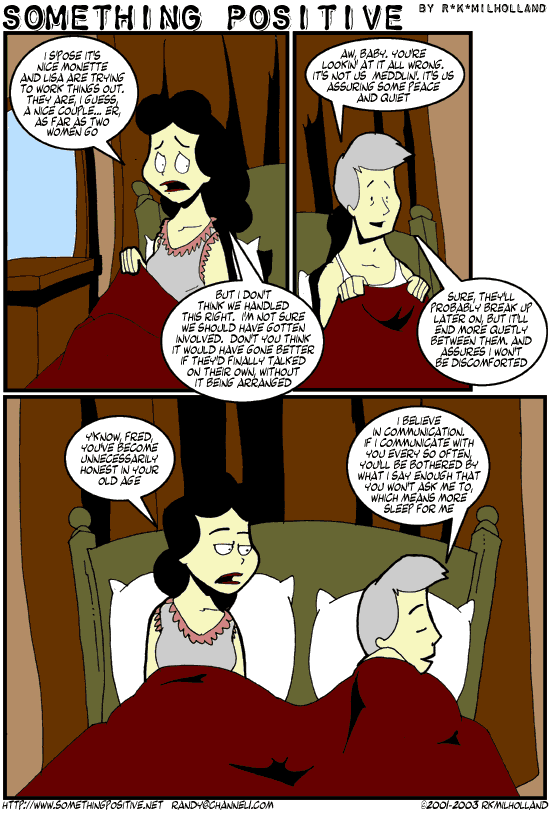 SOMETHING POSITIVE BY R*K*MILHOLLAND
I S'POSE IT'S
NICE MONETTE
AND LISA ARE TRYING
TO WORK THINGS OUT.
THEY ARE, I GUESS,
A NICE COUPLE... ER,
AS FAR AS TWO
WOMEN GO
BUT I DON'T
THINK WE HANDLED
THIS RIGHT. I'M NOT SURE
WE SHOULD HAVE GOTTEN
INVOLVED. DON'T YOU THINK
IT WOULD HAVE GONE BETTER
IF THEY'D FINALLY TALKED
ON THEIR OWN, WITHOUT
IT BEING ARRANGED
AW, BABY. YOU'RE
LOOKIN' AT IT ALL WRONG.
IT'S NOT US MEDDLIN'. IT'S US
ASSURING SOME PEACE
AND QUIET
SURE, THEY'LL
PROBABLY BREAK UP
LATER ON, BUT IT'LL
END MORE QUIETLY
BETWEEN THEM. AND
ASSURES I WON'T
BE DISCOMFORTED
Y'KNOW, FRED,
YOU'VE BECOME
UNNECESSARILY
HONEST IN YOUR
OLD AGE
I BELIEVE
IN COMMUNICATION.
IF I COMMUNICATE WITH
YOU EVERY SO OFTEN,
YOU'LL BE BOTHERED BY
WHAT I SAY ENOUGH THAT
YOU WON'T ASK ME TO,
WHICH MEANS MORE
SLEEP FOR ME
HTTP://WWW.SOMETHINGPOSITIVE.NET RANDY@CHANNEL1.COM ©2001-2003 RKMILHOLLAND